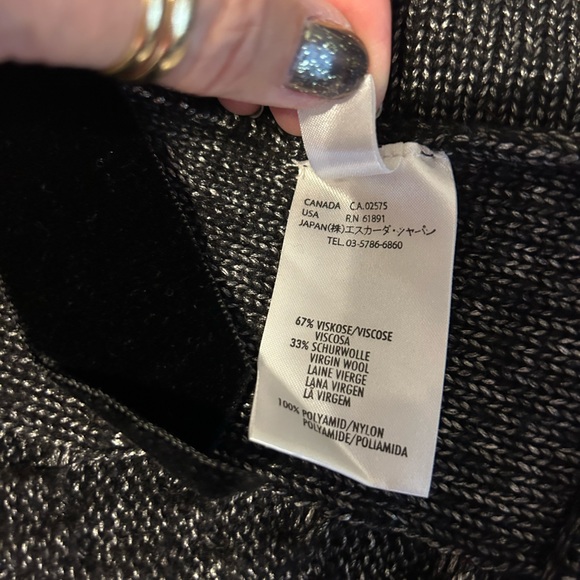 CANADA C.A. 02575
USA R.N 61891
JAPAN(株)エスカーダ・ジャパン
TEL. 03-5786-6860
67% VISKOSE/VISCOSE
VISCOSA
33% SCHURWOLLE
VIRGIN WOOL
LAINE VIERGE
LANA VIRGEN
LÃ VIRGEM
100% POLYAMID/NYLON
POLYAMIDE/POLIAMIDA